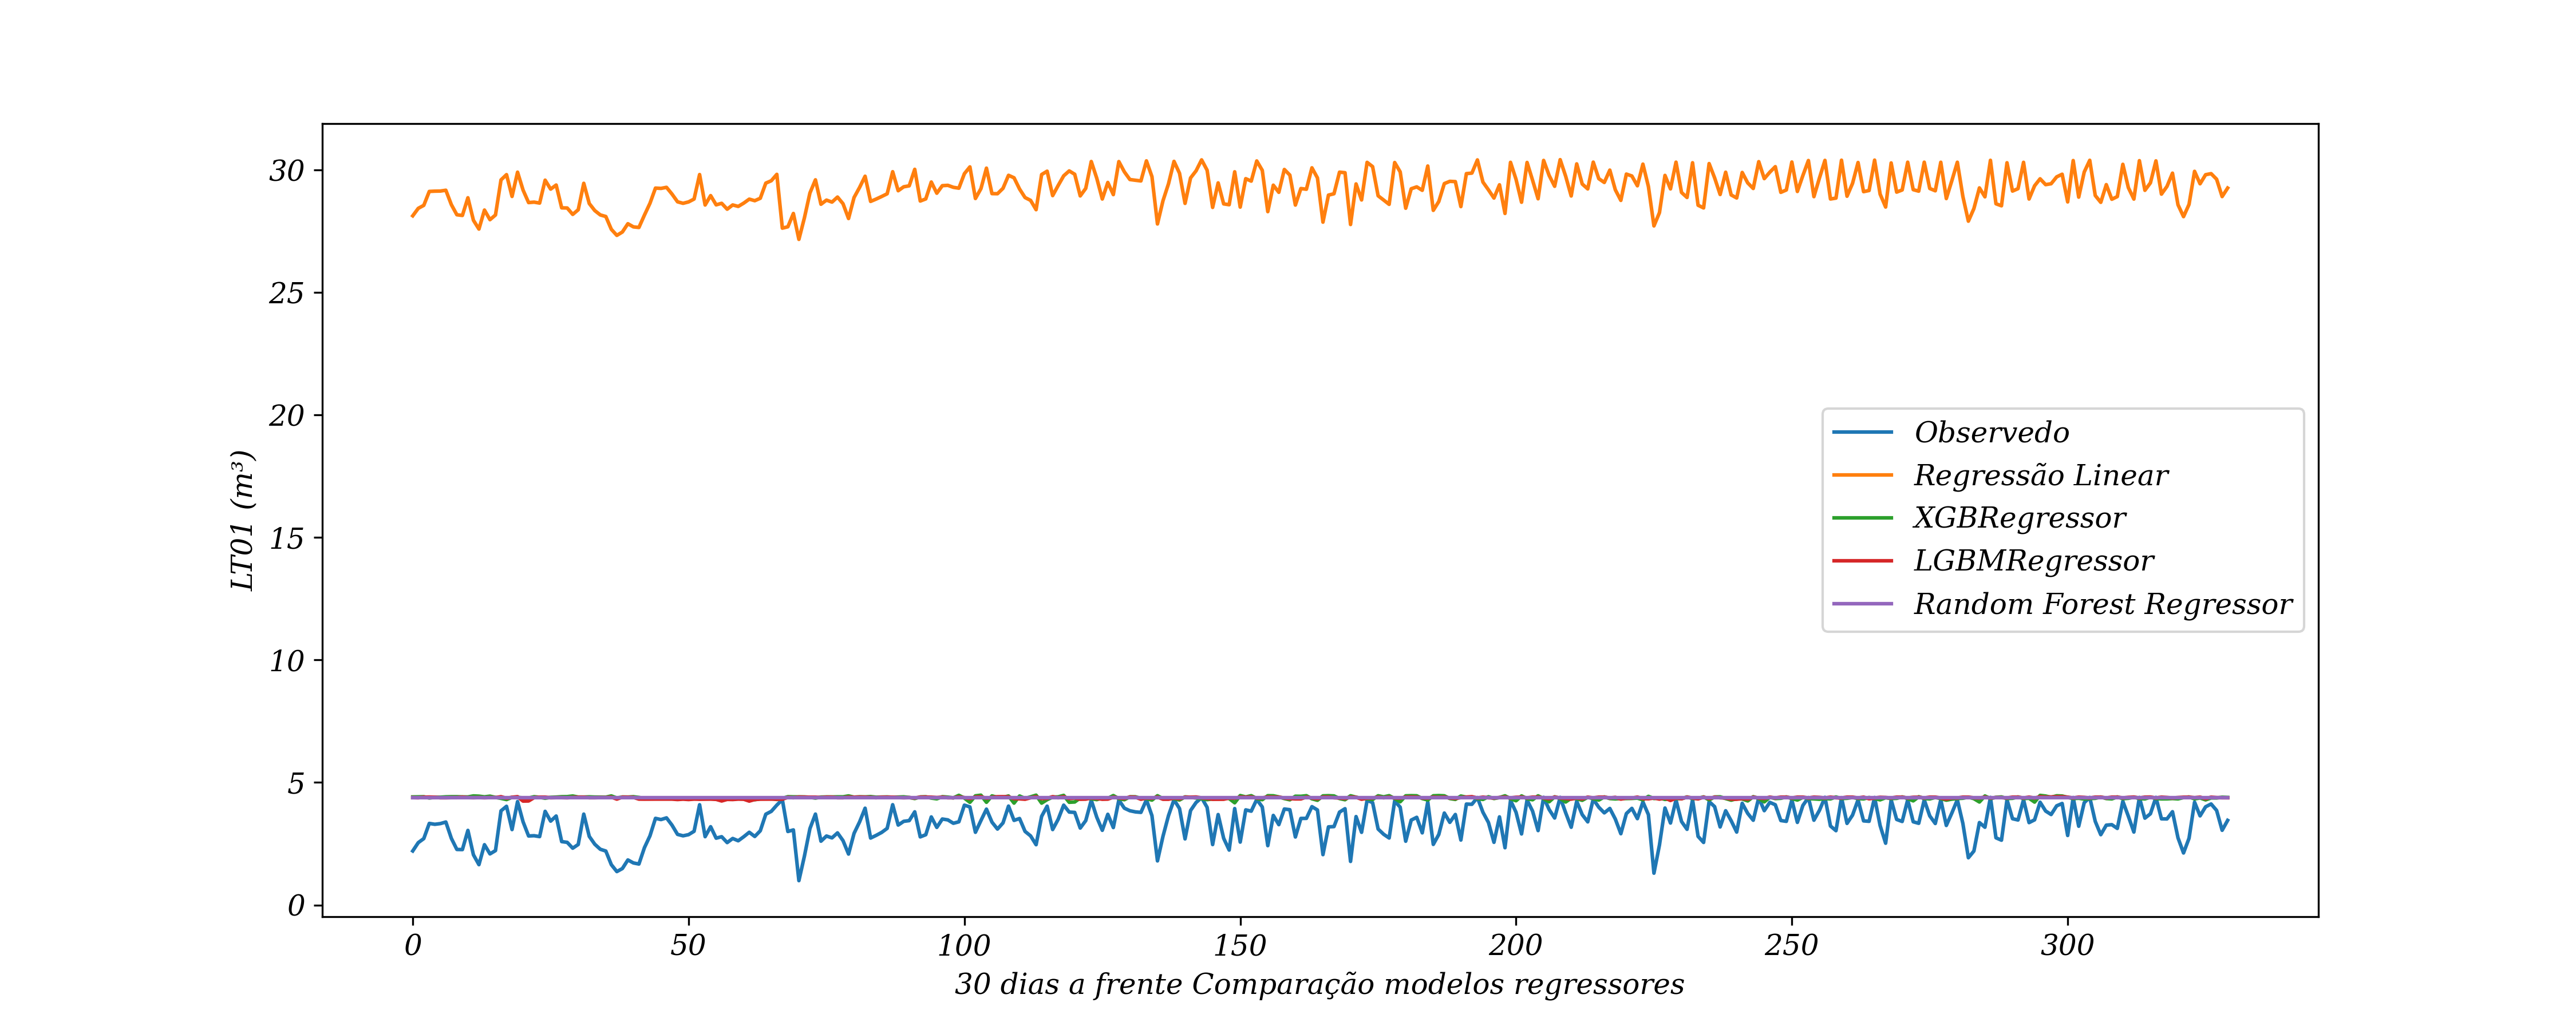 30
25
20
15
10
5
0
LT01 (m³)
Observedo
Regressão Linear
XGBRegressor
LGBMRegressor
Random Forest Regressor
0 50 100 150 200 250 300
30 dias a frente Comparação modelos regressores